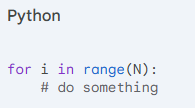 Python
for i in range(N):
    # do something